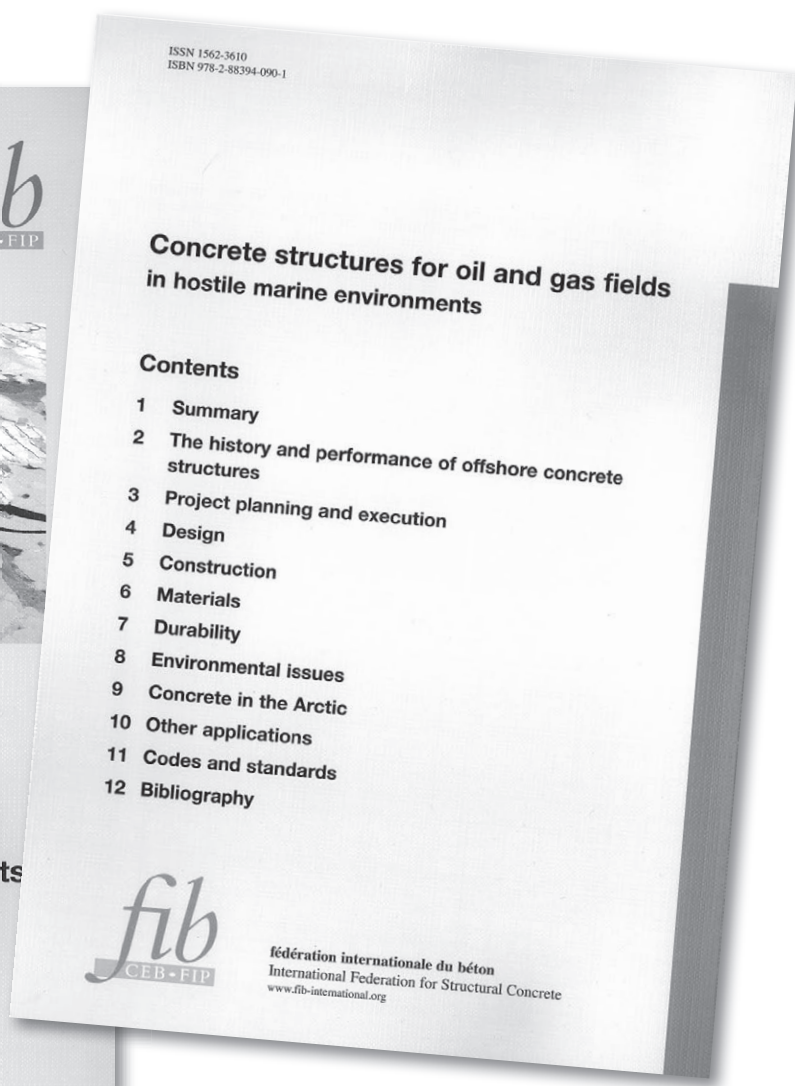 ISSN 1562-3610
ISBN 978-2-88394-090-1
b
FIP
Concrete structures for oil and gas fields
in hostile marine environments
Contents
1 Summary
2 The history and performance of offshore concrete
structures
3 Project planning and execution
4 Design
5 Construction
6 Materials
7 Durability
8 Environmental issues
9 Concrete in the Arctic
10 Other applications
11 Codes and standards
12 Bibliography
ts
fib
CEB•FIP
fédération internationale du béton
International Federation for Structural Concrete
www.fib-international.org